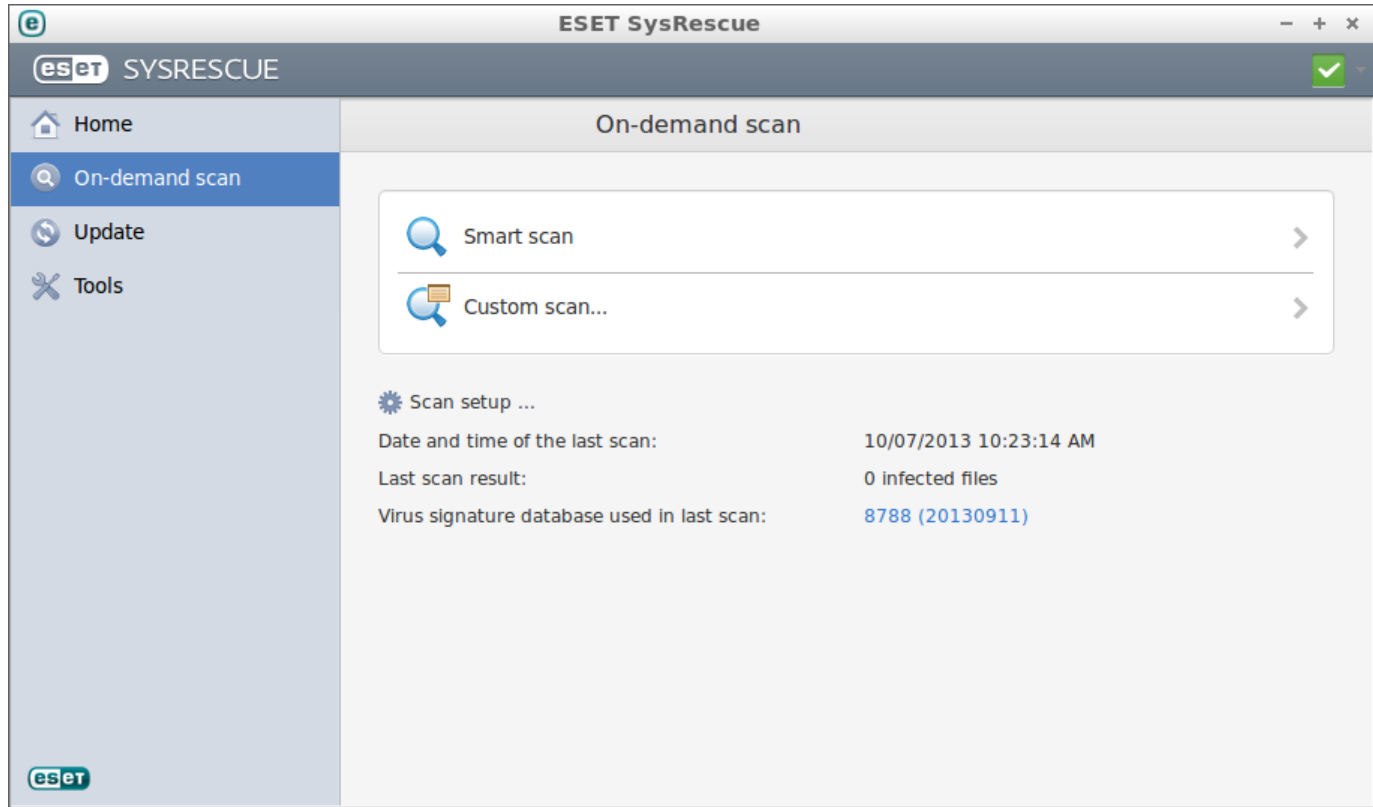 ESET SysRescue
eseT SYSRESCUE
Home
On-demand scan
Update
Tools
On-demand scan
Smart scan
Custom scan...
Scan setup ...
Date and time of the last scan: 10/07/2013 10:23:14 AM
Last scan result: 0 infected files
Virus signature database used in last scan: 8788 (20130911)
eseT